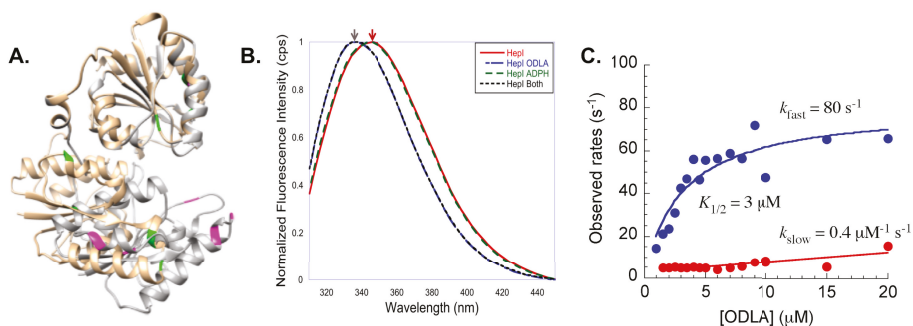 A.
B.
Normalized Fluorescence Intensity (cps)
1
0.8
0.6
0.4
0.2
0
320
340
360
380
400
420
440
Wavelength (nm)
HepI
HepI ODLA
HepI ADPH
HepI Both
C.
Observed rates (s⁻¹)
100
80
60
40
20
0
0
5
10
15
20
[ODLA] (μM)
k_fast = 80 s⁻¹
K_1/2 = 3 μM
k_slow = 0.4 μM⁻¹ s⁻¹